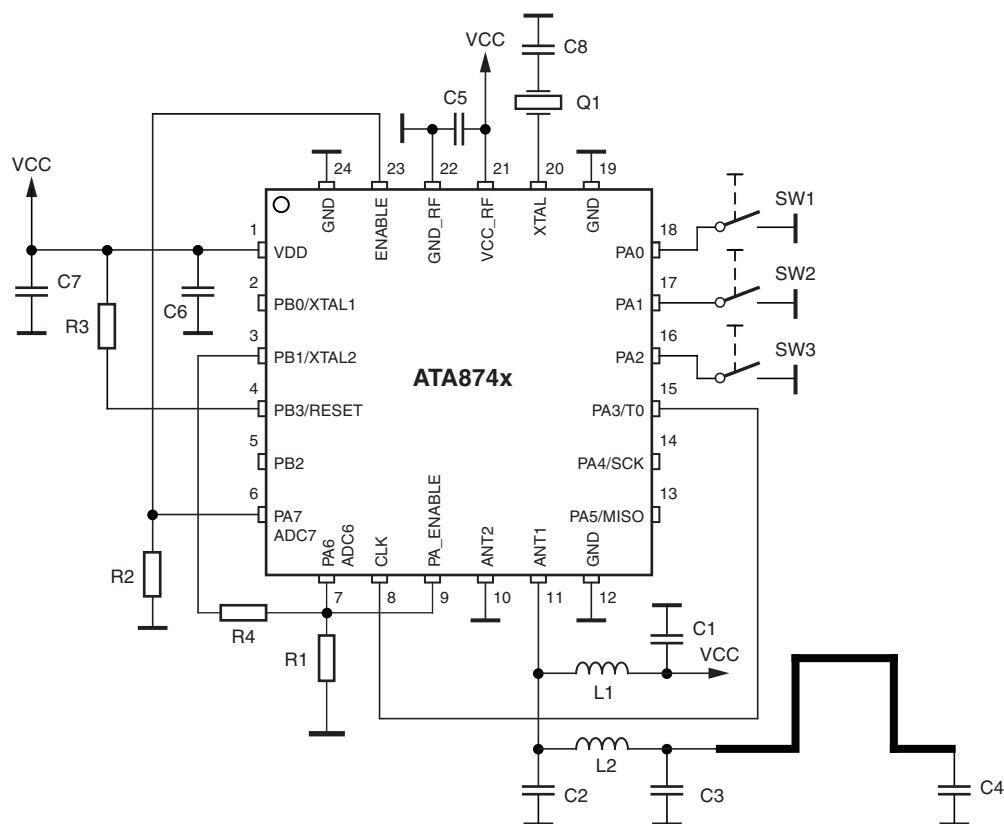 VCC
C8
VCC
C5
Q1
24
23
22
21
20
19
GND
ENABLE
GND_RF
VCC_RF
XTAL
GND
1
VDD
C7
C6
2
PB0/XTAL1
R3
3
PB1/XTAL2
4
PB3/RESET
5
PB2
6
PA7
ADC7
R2
ATA874x
18
PA0
SW1
17
PA1
SW2
16
PA2
SW3
15
PA3/T0
14
PA4/SCK
13
PA5/MISO
PA6
ADC6
CLK
PA_ENABLE
ANT2
ANT1
GND
7
8
9
10
11
12
R4
R1
C1
VCC
L1
L2
C2
C3
C4